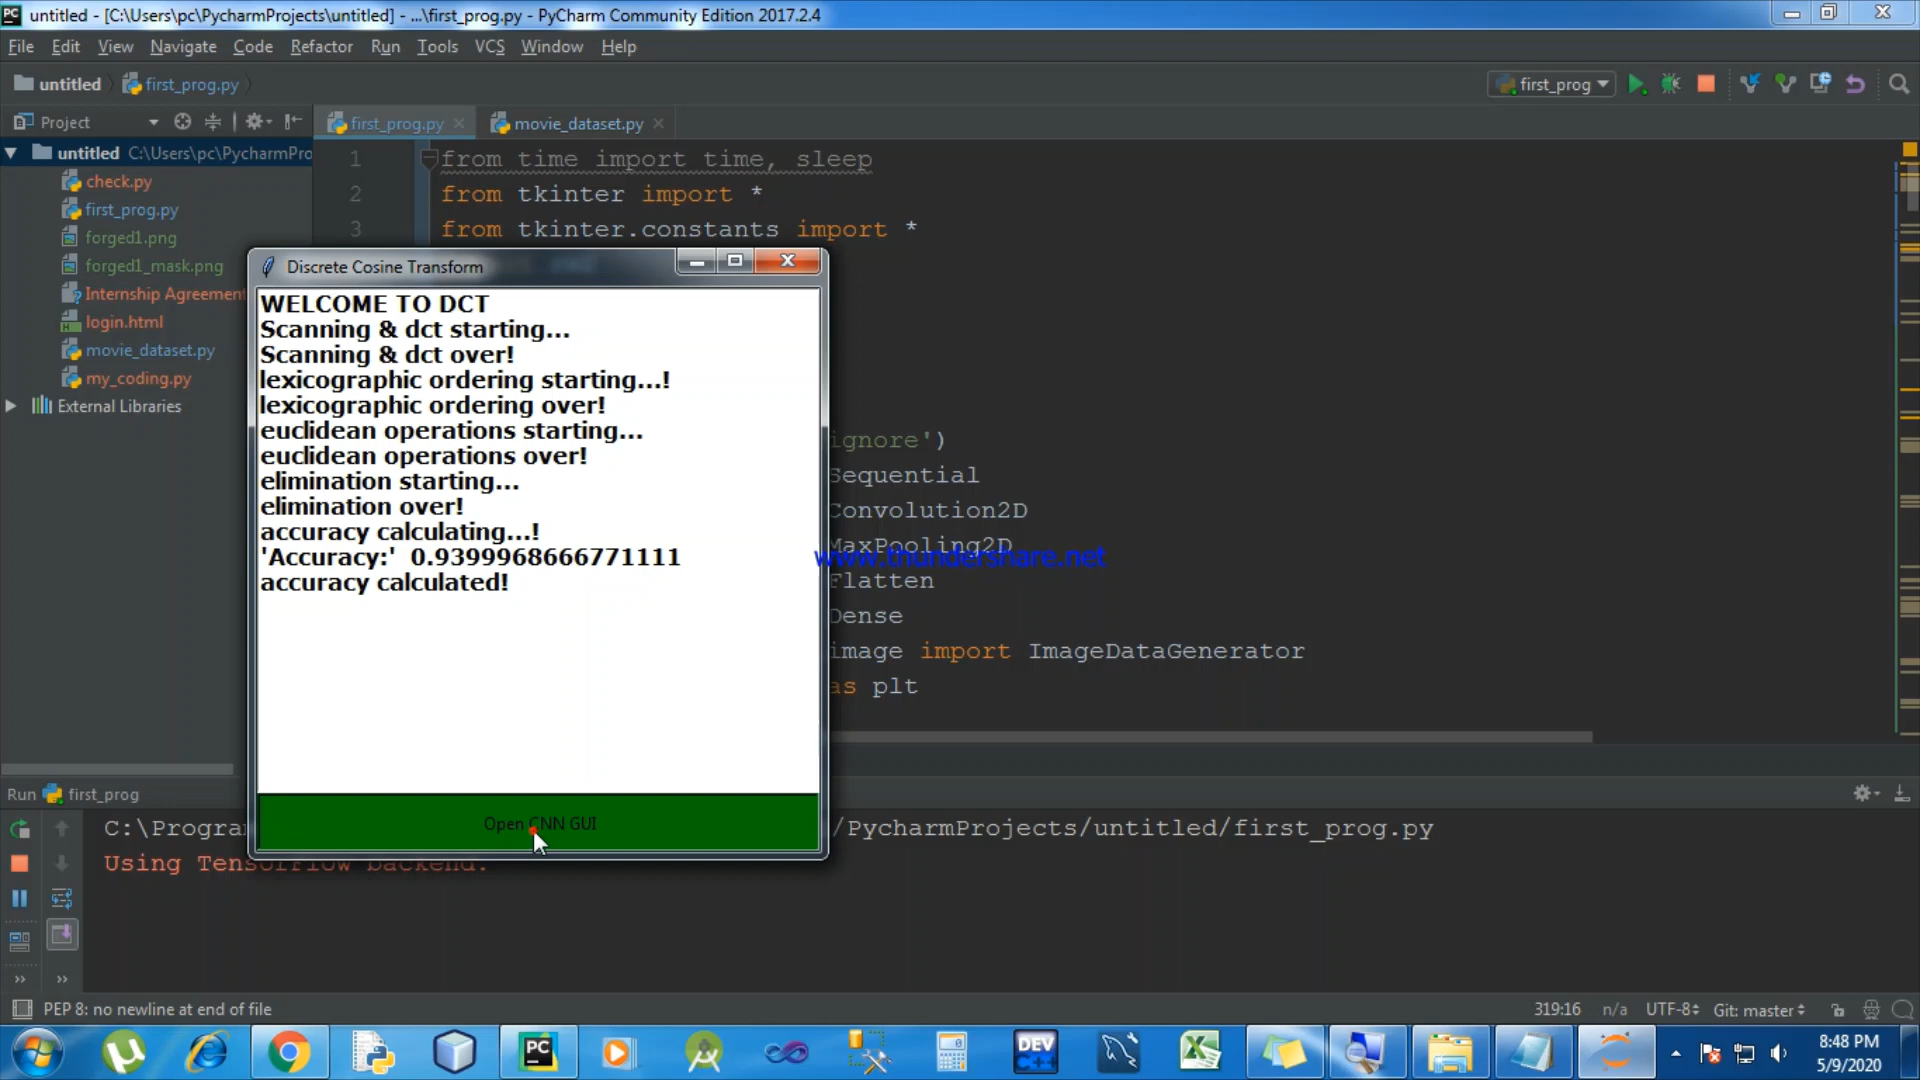 untitled - [C:\Users\pc\PycharmProjects\untitled] - ...\first_prog.py - PyCharm Community Edition 2017.2.4
File Edit View Navigate Code Refactor Run Tools VCS Window Help
untitled first_prog.py first_prog
Project first_prog.py movie_dataset.py
untitled C:\Users\pc\PycharmPro
check.py
first_prog.py
forged1.png
forged1_mask.png
Internship Agreement
login.html
movie_dataset.py
my_coding.py
External Libraries
1 from time import time, sleep
2 from tkinter import *
3 from tkinter.constants import *
ignore')
Sequential
Convolution2D
MaxPooling2D
Flatten
Dense
image import ImageDataGenerator
as plt
www.thundershare.net
Discrete Cosine Transform
WELCOME TO DCT
Scanning & dct starting...
Scanning & dct over!
lexicographic ordering starting...!
lexicographic ordering over!
euclidean operations starting...
euclidean operations over!
elimination starting...
elimination over!
accuracy calculating...!
'Accuracy:' 0.9399968666771111
accuracy calculated!
Open CNN GUI
Run first_prog
C:\Program /PycharmProjects/untitled/first_prog.py
Using TensorFlow backend.
PEP 8: no newline at end of file 319:16 n/a UTF-8 Git: master
PC
DEV C++
8:48 PM
5/9/2020